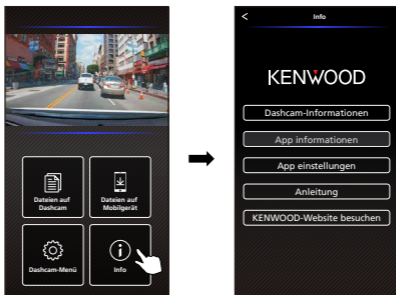 Dateien auf
Dashcam
Dateien auf
Mobilgerät
Dashcam-Menü
Info
<
Info
KENWOOD
Dashcam-Informationen
App informationen
App einstellungen
Anleitung
KENWOOD-Website besuchen